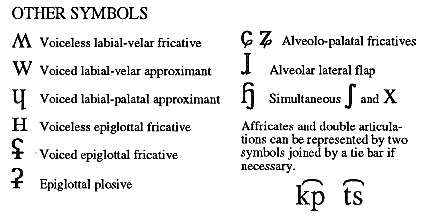 OTHER SYMBOLS
ʍ Voiceless labial-velar fricative
w Voiced labial-velar approximant
ɥ Voiced labial-palatal approximant
ʜ Voiceless epiglottal fricative
ʢ Voiced epiglottal fricative
ʡ Epiglottal plosive
ɕ ʑ Alveolo-palatal fricatives
ɺ Alveolar lateral flap
ɧ Simultaneous ʃ and X
Affricates and double articula-
tions can be represented by two
symbols joined by a tie bar if
necessary.
k͡p t͡s